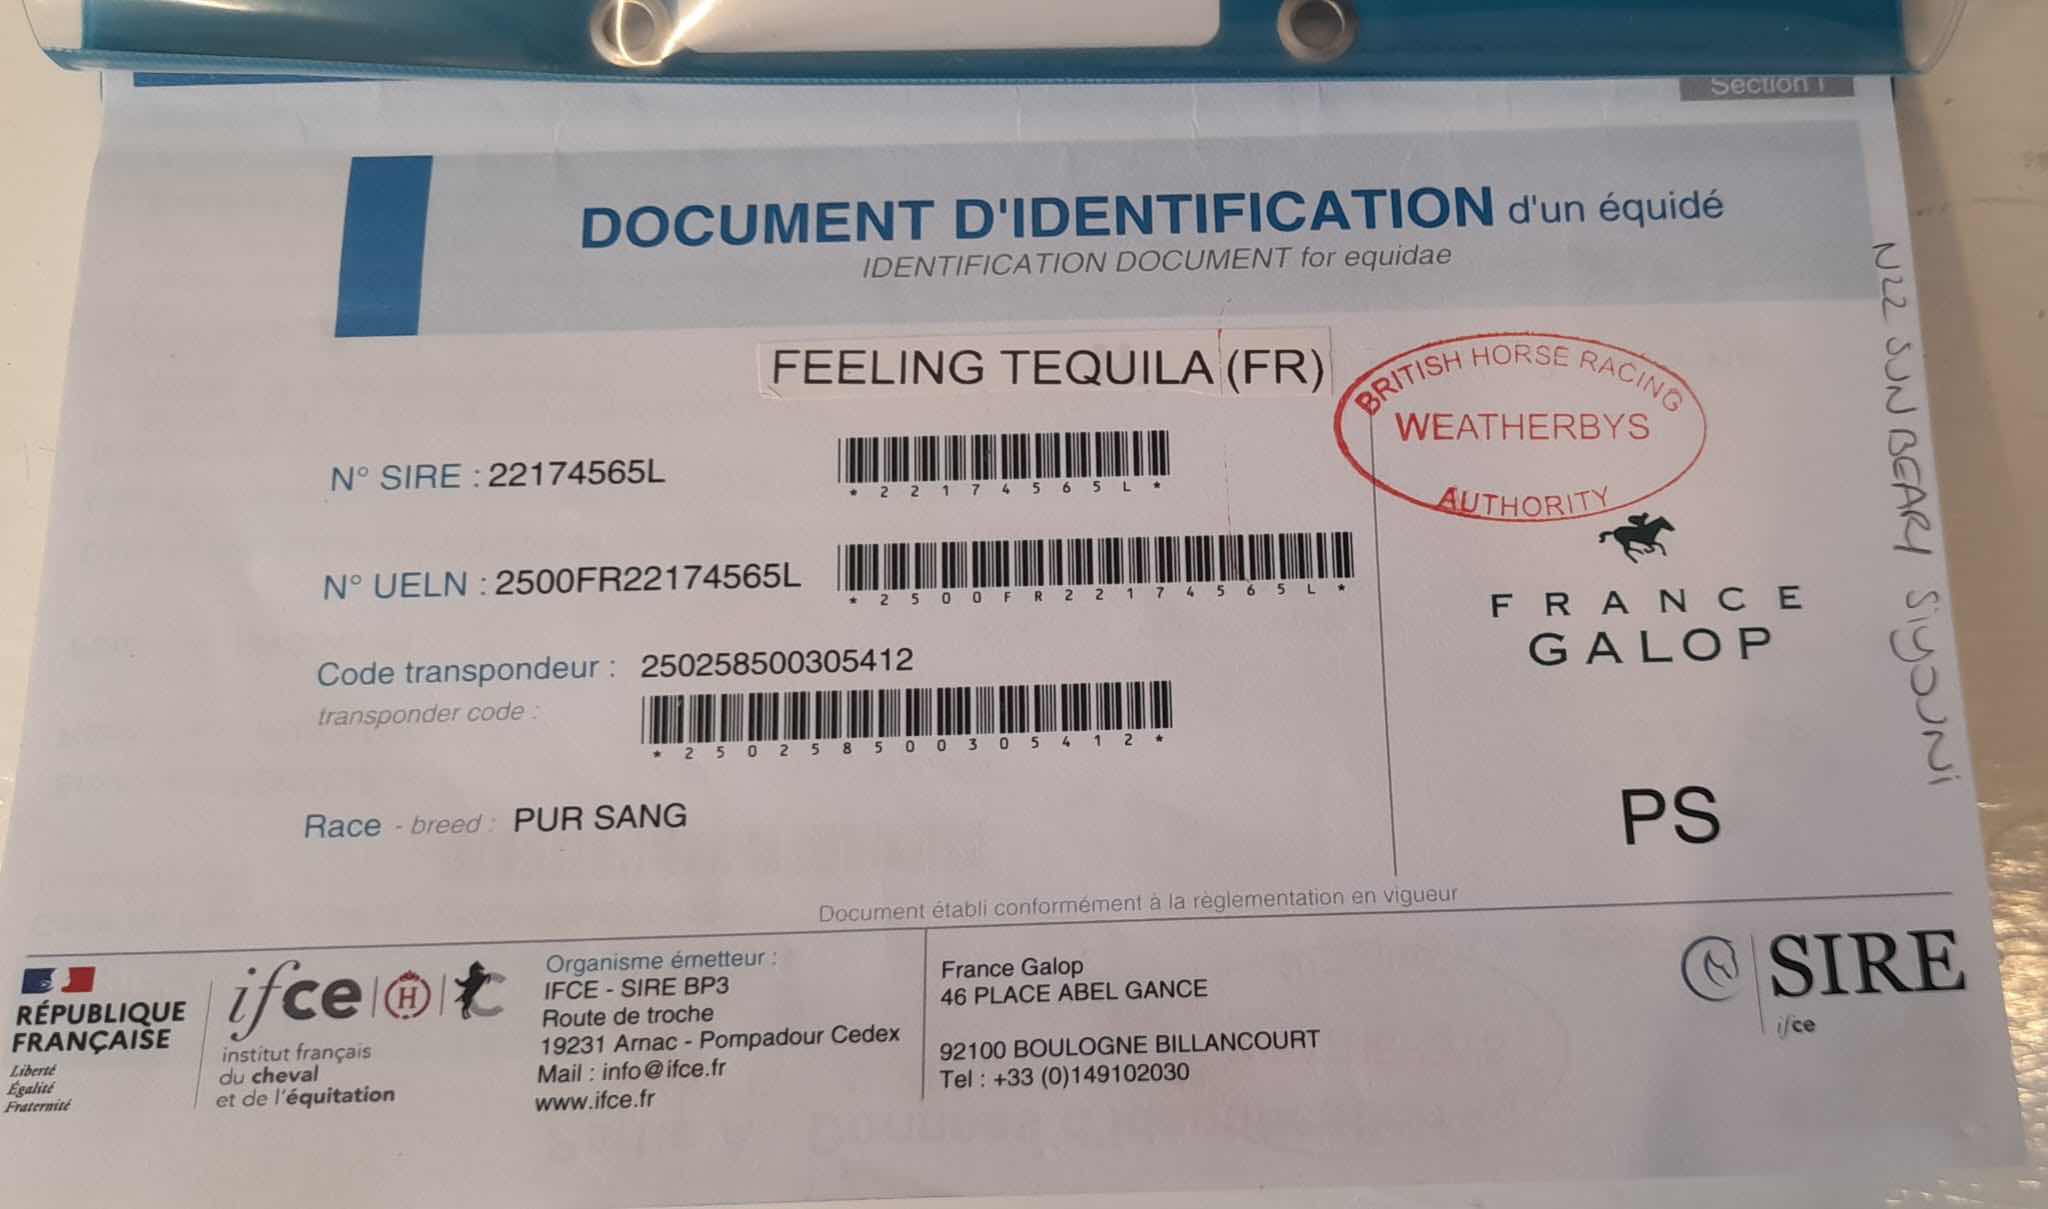 Section 1
DOCUMENT D'IDENTIFICATION d'un équidé
IDENTIFICATION DOCUMENT for equidae
FEELING TEQUILA (FR)
BRITISH HORSE RACING
WEATHERBYS
AUTHORITY
N° SIRE : 22174565L
*22174565L*
N° UELN : 2500FR22174565L
*2500FR22174565L*
Code transpondeur : 250258500305412
transponder code :
*250258500305412*
Race - breed : PUR SANG
FRANCE
GALOP
PS
N22 SUNBEARI Siyouni
Document établi conformément à la règlementation en vigueur
RÉPUBLIQUE
FRANÇAISE
Liberté
Égalité
Fraternité
ifce H
institut français
du cheval
et de l'équitation
Organisme émetteur :
IFCE - SIRE BP3
Route de troche
19231 Arnac - Pompadour Cedex
Mail : info@ifce.fr
www.ifce.fr
France Galop
46 PLACE ABEL GANCE
92100 BOULOGNE BILLANCOURT
Tel : +33 (0)149102030
SIRE
ifce